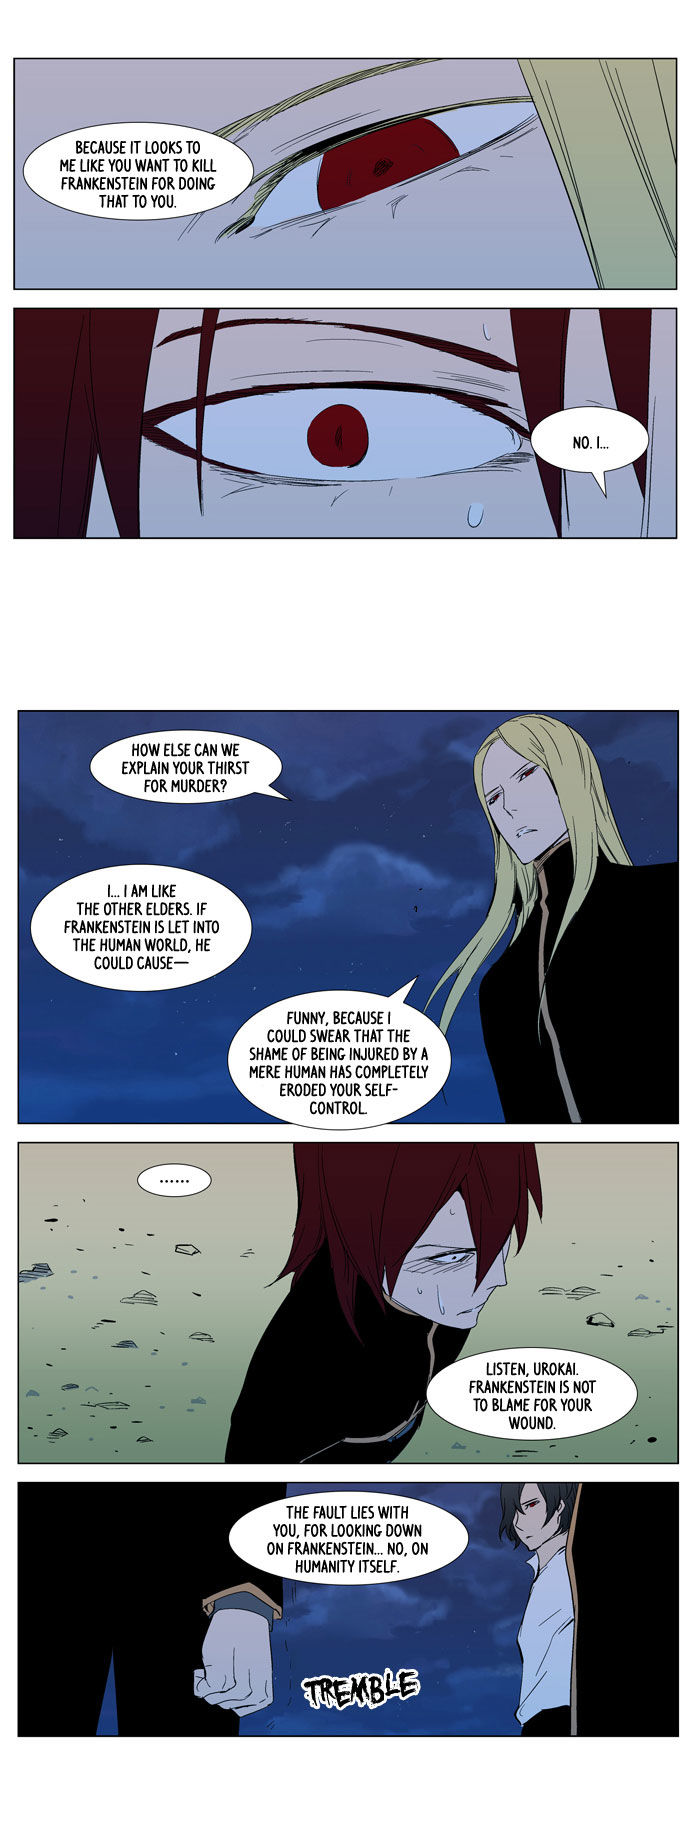 BECAUSE IT LOOKS TO
ME LIKE YOU WANT TO KILL
FRANKENSTEIN FOR DOING
THAT TO YOU.
NO. I...
HOW ELSE CAN WE
EXPLAIN YOUR THIRST
FOR MURDER?
I... I AM LIKE
THE OTHER ELDERS. IF
FRANKENSTEIN IS LET INTO
THE HUMAN WORLD, HE
COULD CAUSE—
FUNNY, BECAUSE I
COULD SWEAR THAT THE
SHAME OF BEING INJURED BY A
MERE HUMAN HAS COMPLETELY
ERODED YOUR SELF-
CONTROL.
......
LISTEN, UROKAI.
FRANKENSTEIN IS NOT
TO BLAME FOR YOUR
WOUND.
THE FAULT LIES WITH
YOU, FOR LOOKING DOWN
ON FRANKENSTEIN... NO, ON
HUMANITY ITSELF.
TREMBLE